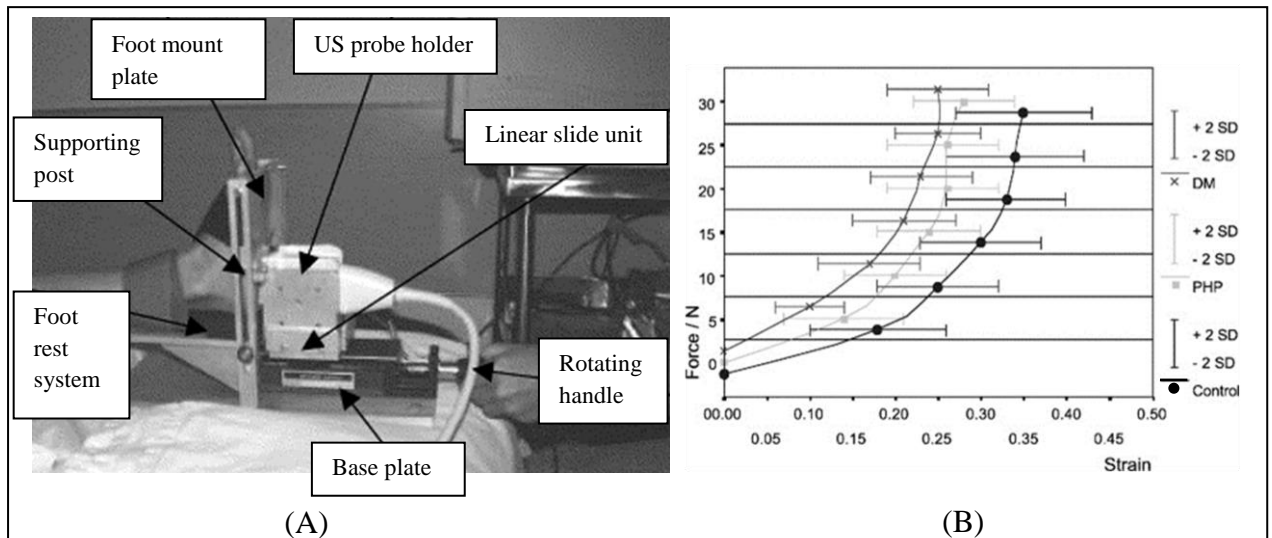 Foot mount
plate
US probe holder
Linear slide unit
Supporting
post
Foot
rest
system
Rotating
handle
Base plate
(A)
Force / N
30
25
20
15
10
5
0
00.00 0.10 0.20 0.30 0.40 0.50
0.05 0.15 0.25 0.35 0.45
Strain
+ 2 SD
- 2 SD
DM
+ 2 SD
- 2 SD
PHP
+ 2 SD
- 2 SD
Control
(B)